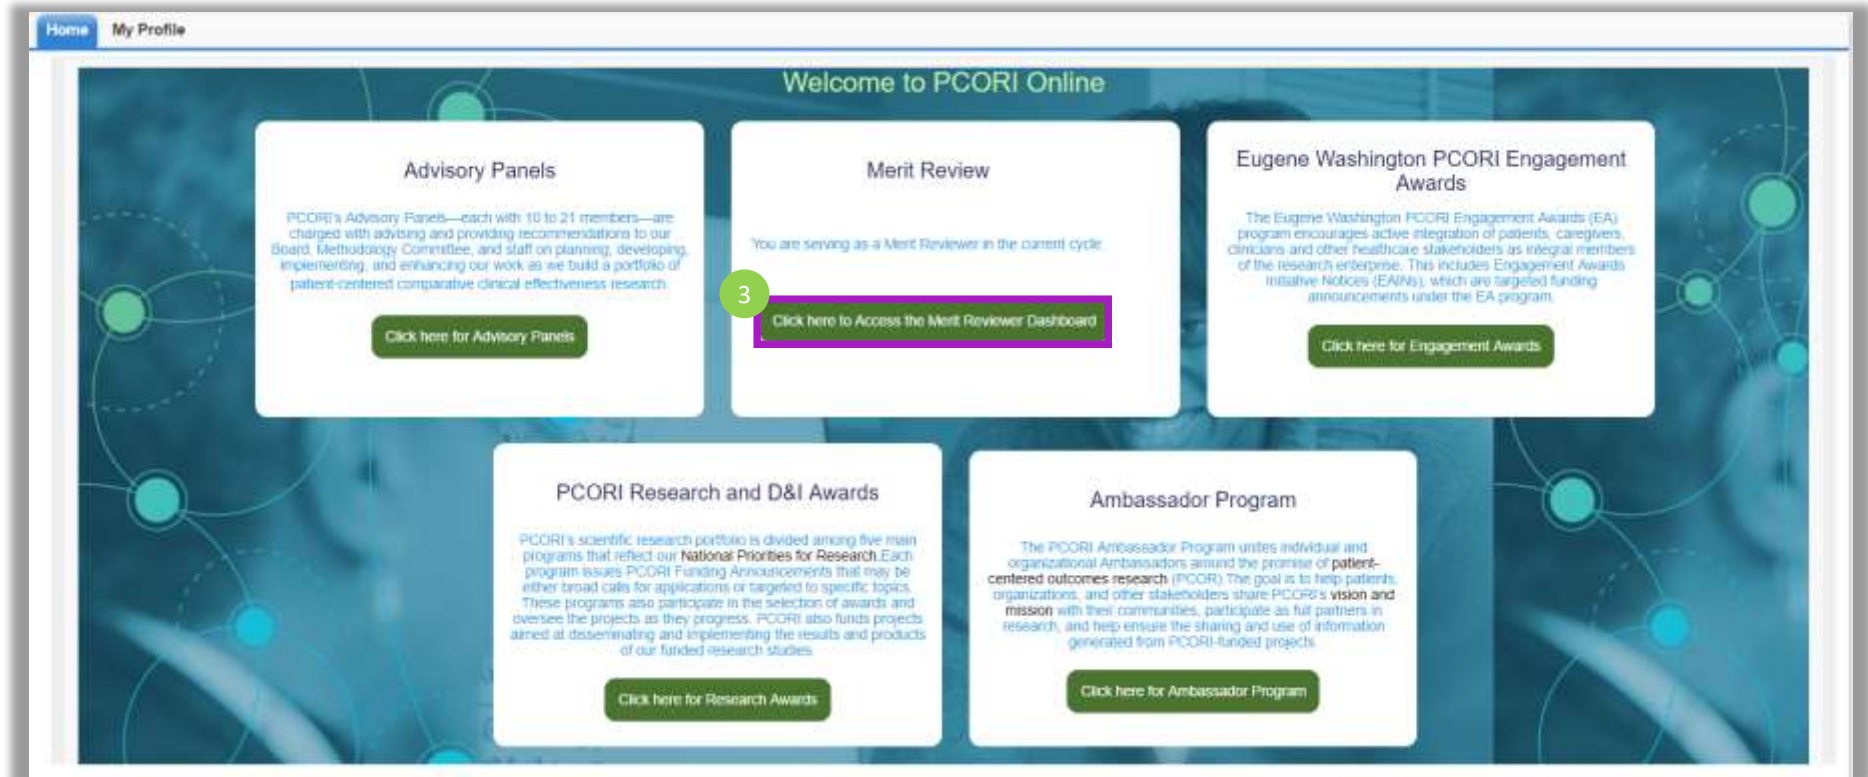 Home My Profile
Welcome to PCORI Online
Advisory Panels
PCORI's Advisory Panels—each with 10 to 21 members—are
charged with advising and providing recommendations to our
Board, Methodology Committee, and staff on planning, developing,
implementing, and enhancing our work as we build a portfolio of
patient-centered comparative clinical effectiveness research.
Click here for Advisory Panels
Merit Review
You are serving as a Merit Reviewer in the current cycle
3
Click here to Access the Merit Reviewer Dashboard
Eugene Washington PCORI Engagement
Awards
The Eugene Washington PCORI Engagement Awards (EA)
program encourages active integration of patients, caregivers,
clinicians and other healthcare stakeholders as integral members
of the research enterprise. This includes Engagement Awards
Initiative Notices (EAINs), which are targeted funding
announcements under the EA program.
Click here for Engagement Awards
PCORI Research and D&I Awards
PCORI's scientific research portfolio is divided among five main
programs that reflect our National Priorities for Research.Each
program issues PCORI Funding Announcements that may be
either broad calls for applications or targeted to specific topics.
These programs also participate in the selection of awards and
oversee the projects as they progress. PCORI also funds projects
aimed at disseminating and implementing the results and products
of our funded research studies.
Click here for Research Awards
Ambassador Program
The PCORI Ambassador Program unites individual and
organizational Ambassadors around the promise of patient-
centered outcomes research (PCOR).The goal is to help patients,
organizations, and other stakeholders share PCORI's vision and
mission with their communities, participate as full partners in
research, and help ensure the sharing and use of information
generated from PCORI-funded projects.
Click here for Ambassador Program